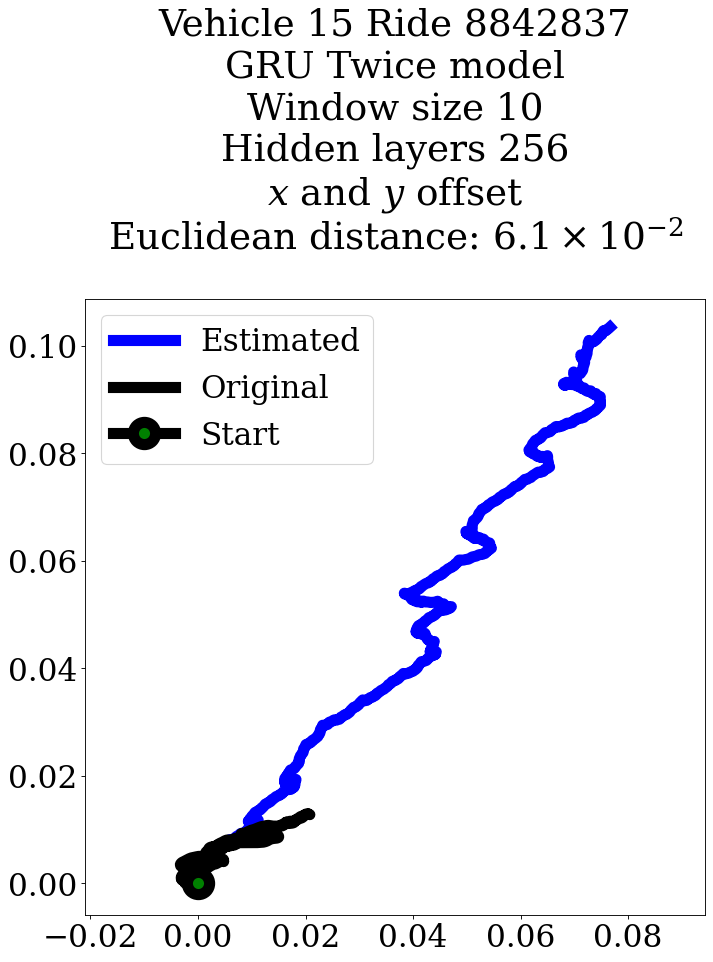 Vehicle 15 Ride 8842837
GRU Twice model
Window size 10
Hidden layers 256
x and y offset
Euclidean distance: 6.1 × 10⁻²
Estimated
Original
Start
0.10
0.08
0.06
0.04
0.02
0.00
−0.02 0.00 0.02 0.04 0.06 0.08